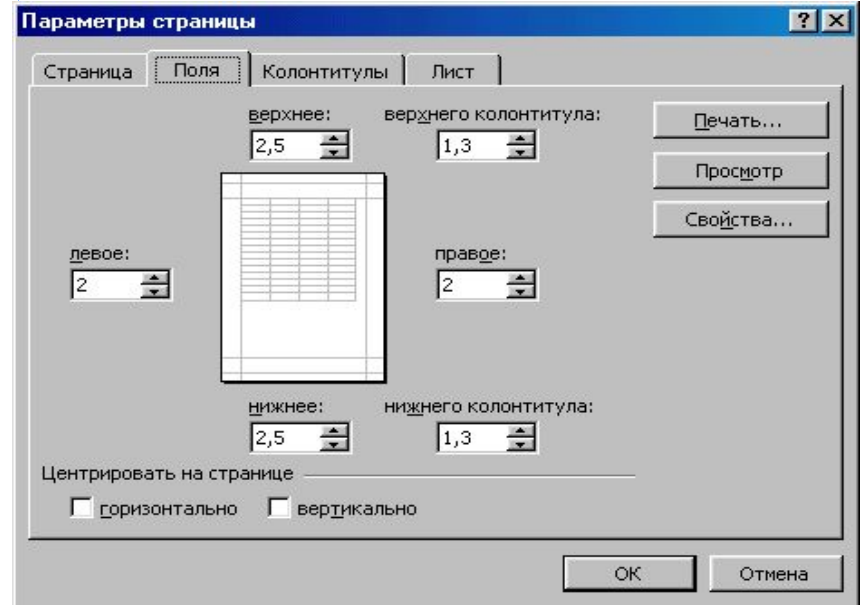 Параметры страницы
Страница Поля Колонтитулы Лист
верхнее: верхнего колонтитула:
2,5 1,3
Печать...
Просмотр
Свойства...
левое: правое:
2 2
нижнее: нижнего колонтитула:
2,5 1,3
Центрировать на странице
горизонтально вертикально
ОК Отмена